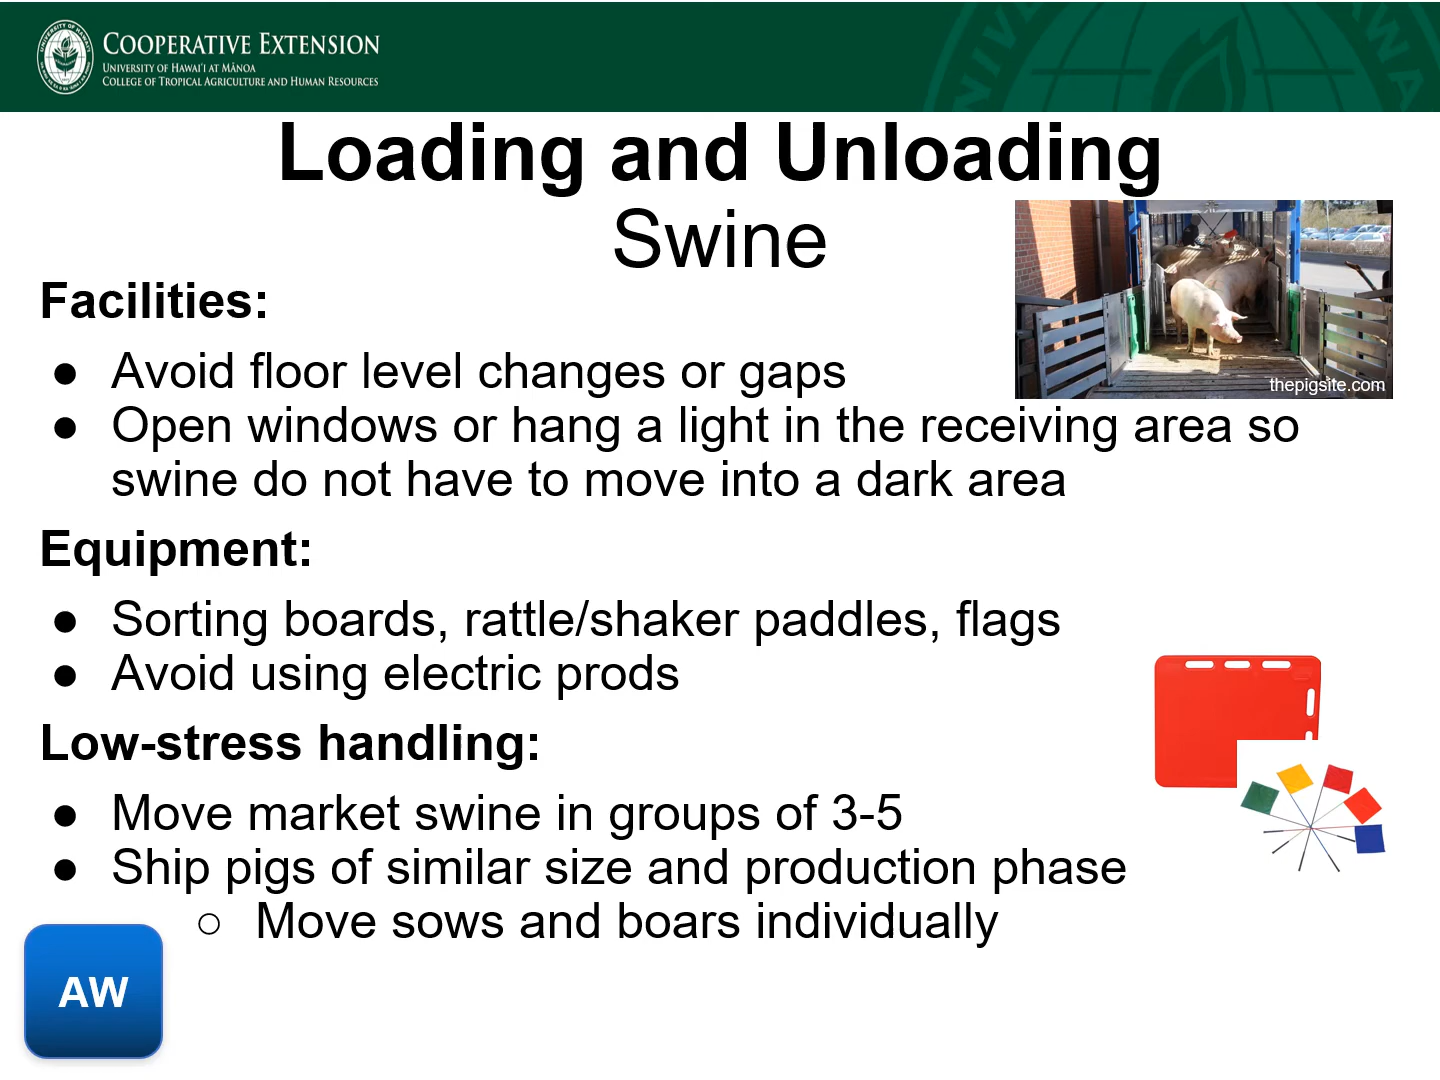 COOPERATIVE EXTENSION
UNIVERSITY OF HAWAI‘I AT MĀNOA
COLLEGE OF TROPICAL AGRICULTURE AND HUMAN RESOURCES
Loading and Unloading
Swine
thepigsite.com
Facilities:
● Avoid floor level changes or gaps
● Open windows or hang a light in the receiving area so
swine do not have to move into a dark area
Equipment:
● Sorting boards, rattle/shaker paddles, flags
● Avoid using electric prods
Low-stress handling:
● Move market swine in groups of 3-5
● Ship pigs of similar size and production phase
○ Move sows and boars individually
AW